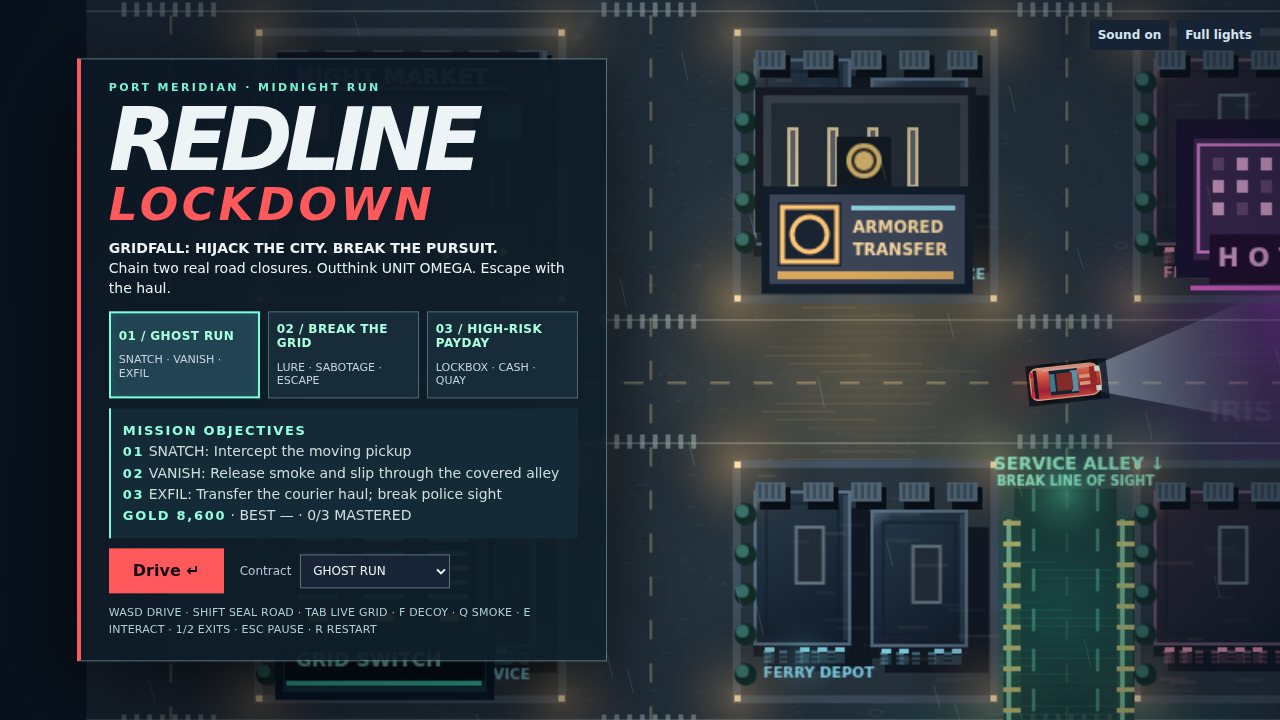 Sound on
Full lights
NIGHT MARKET
PORT MERIDIAN · MIDNIGHT RUN
REDLINE
LOCKDOWN
GRIDFALL: HIJACK THE CITY. BREAK THE PURSUIT.
Chain two real road closures. Outthink UNIT OMEGA. Escape with
the haul.
01 / GHOST RUN
SNATCH · VANISH ·
EXFIL
02 / BREAK THE
GRID
LURE · SABOTAGE ·
ESCAPE
03 / HIGH-RISK
PAYDAY
LOCKBOX · CASH ·
QUAY
MISSION OBJECTIVES
01 SNATCH: Intercept the moving pickup
02 VANISH: Release smoke and slip through the covered alley
03 EXFIL: Transfer the courier haul; break police sight
GOLD 8,600 · BEST — · 0/3 MASTERED
Drive ↵
Contract
GHOST RUN
WASD DRIVE · SHIFT SEAL ROAD · TAB LIVE GRID · F DECOY · Q SMOKE · E
INTERACT · 1/2 EXITS · ESC PAUSE · R RESTART
GRID SWITCH
VICE
ARMORED
TRANSFER
CE
HO
IRIS
SERVICE ALLEY ↓
BREAK LINE OF SIGHT
FERRY DEPOT